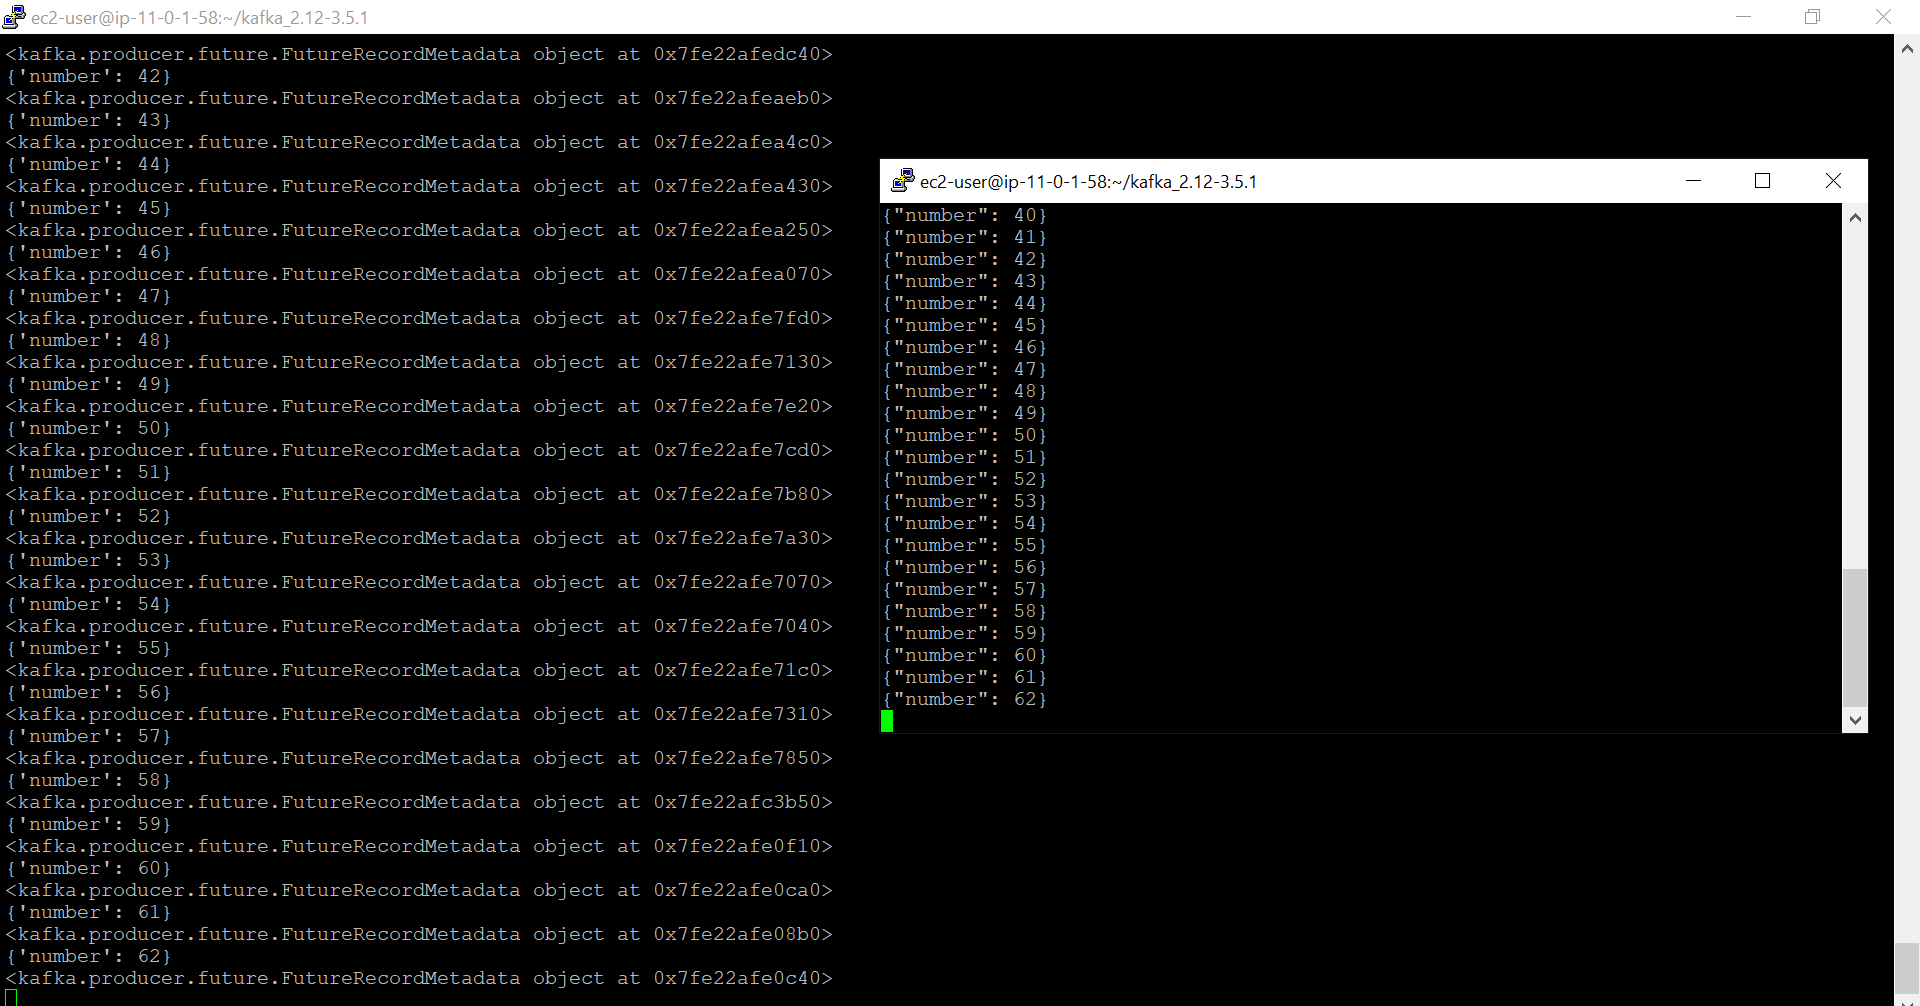 ec2-user@ip-11-0-1-58:~/kafka_2.12-3.5.1
<kafka.producer.future.FutureRecordMetadata object at 0x7fe22afedc40>
{'number': 42}
<kafka.producer.future.FutureRecordMetadata object at 0x7fe22afeaeb0>
{'number': 43}
<kafka.producer.future.FutureRecordMetadata object at 0x7fe22afea4c0>
{'number': 44}
<kafka.producer.future.FutureRecordMetadata object at 0x7fe22afea430>
{'number': 45}
<kafka.producer.future.FutureRecordMetadata object at 0x7fe22afea250>
{'number': 46}
<kafka.producer.future.FutureRecordMetadata object at 0x7fe22afea070>
{'number': 47}
<kafka.producer.future.FutureRecordMetadata object at 0x7fe22afe7fd0>
{'number': 48}
<kafka.producer.future.FutureRecordMetadata object at 0x7fe22afe7130>
{'number': 49}
<kafka.producer.future.FutureRecordMetadata object at 0x7fe22afe7e20>
{'number': 50}
<kafka.producer.future.FutureRecordMetadata object at 0x7fe22afe7cd0>
{'number': 51}
<kafka.producer.future.FutureRecordMetadata object at 0x7fe22afe7b80>
{'number': 52}
<kafka.producer.future.FutureRecordMetadata object at 0x7fe22afe7a30>
{'number': 53}
<kafka.producer.future.FutureRecordMetadata object at 0x7fe22afe7070>
{'number': 54}
<kafka.producer.future.FutureRecordMetadata object at 0x7fe22afe7040>
{'number': 55}
<kafka.producer.future.FutureRecordMetadata object at 0x7fe22afe71c0>
{'number': 56}
<kafka.producer.future.FutureRecordMetadata object at 0x7fe22afe7310>
{'number': 57}
<kafka.producer.future.FutureRecordMetadata object at 0x7fe22afe7850>
{'number': 58}
<kafka.producer.future.FutureRecordMetadata object at 0x7fe22afc3b50>
{'number': 59}
<kafka.producer.future.FutureRecordMetadata object at 0x7fe22afe0f10>
{'number': 60}
<kafka.producer.future.FutureRecordMetadata object at 0x7fe22afe0ca0>
{'number': 61}
<kafka.producer.future.FutureRecordMetadata object at 0x7fe22afe08b0>
{'number': 62}
<kafka.producer.future.FutureRecordMetadata object at 0x7fe22afe0c40>
ec2-user@ip-11-0-1-58:~/kafka_2.12-3.5.1
{"number": 40}
{"number": 41}
{"number": 42}
{"number": 43}
{"number": 44}
{"number": 45}
{"number": 46}
{"number": 47}
{"number": 48}
{"number": 49}
{"number": 50}
{"number": 51}
{"number": 52}
{"number": 53}
{"number": 54}
{"number": 55}
{"number": 56}
{"number": 57}
{"number": 58}
{"number": 59}
{"number": 60}
{"number": 61}
{"number": 62}